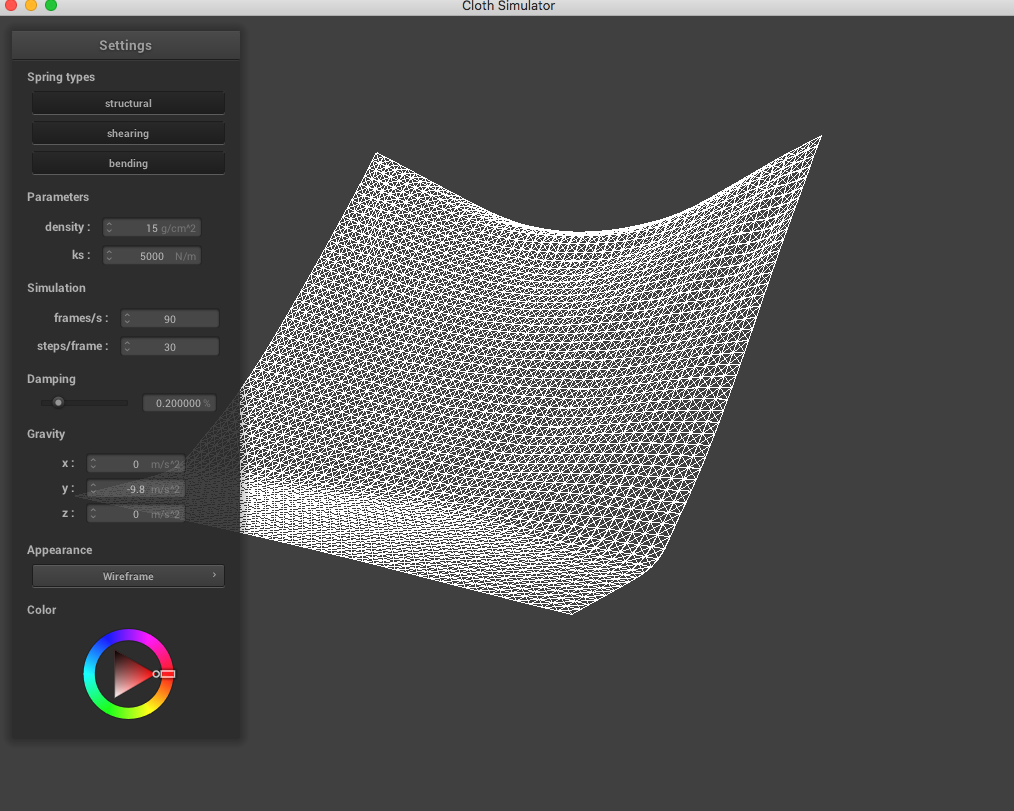 Cloth Simulator
Settings
Spring types
structural
shearing
bending
Parameters
density : 15 g/cm^2
ks : 5000 N/m
Simulation
frames/s : 90
steps/frame : 30
Damping
0.200000 %
Gravity
x : 0 m/s^2
y : -9.8 m/s^2
z : 0 m/s^2
Appearance
Wireframe
Color